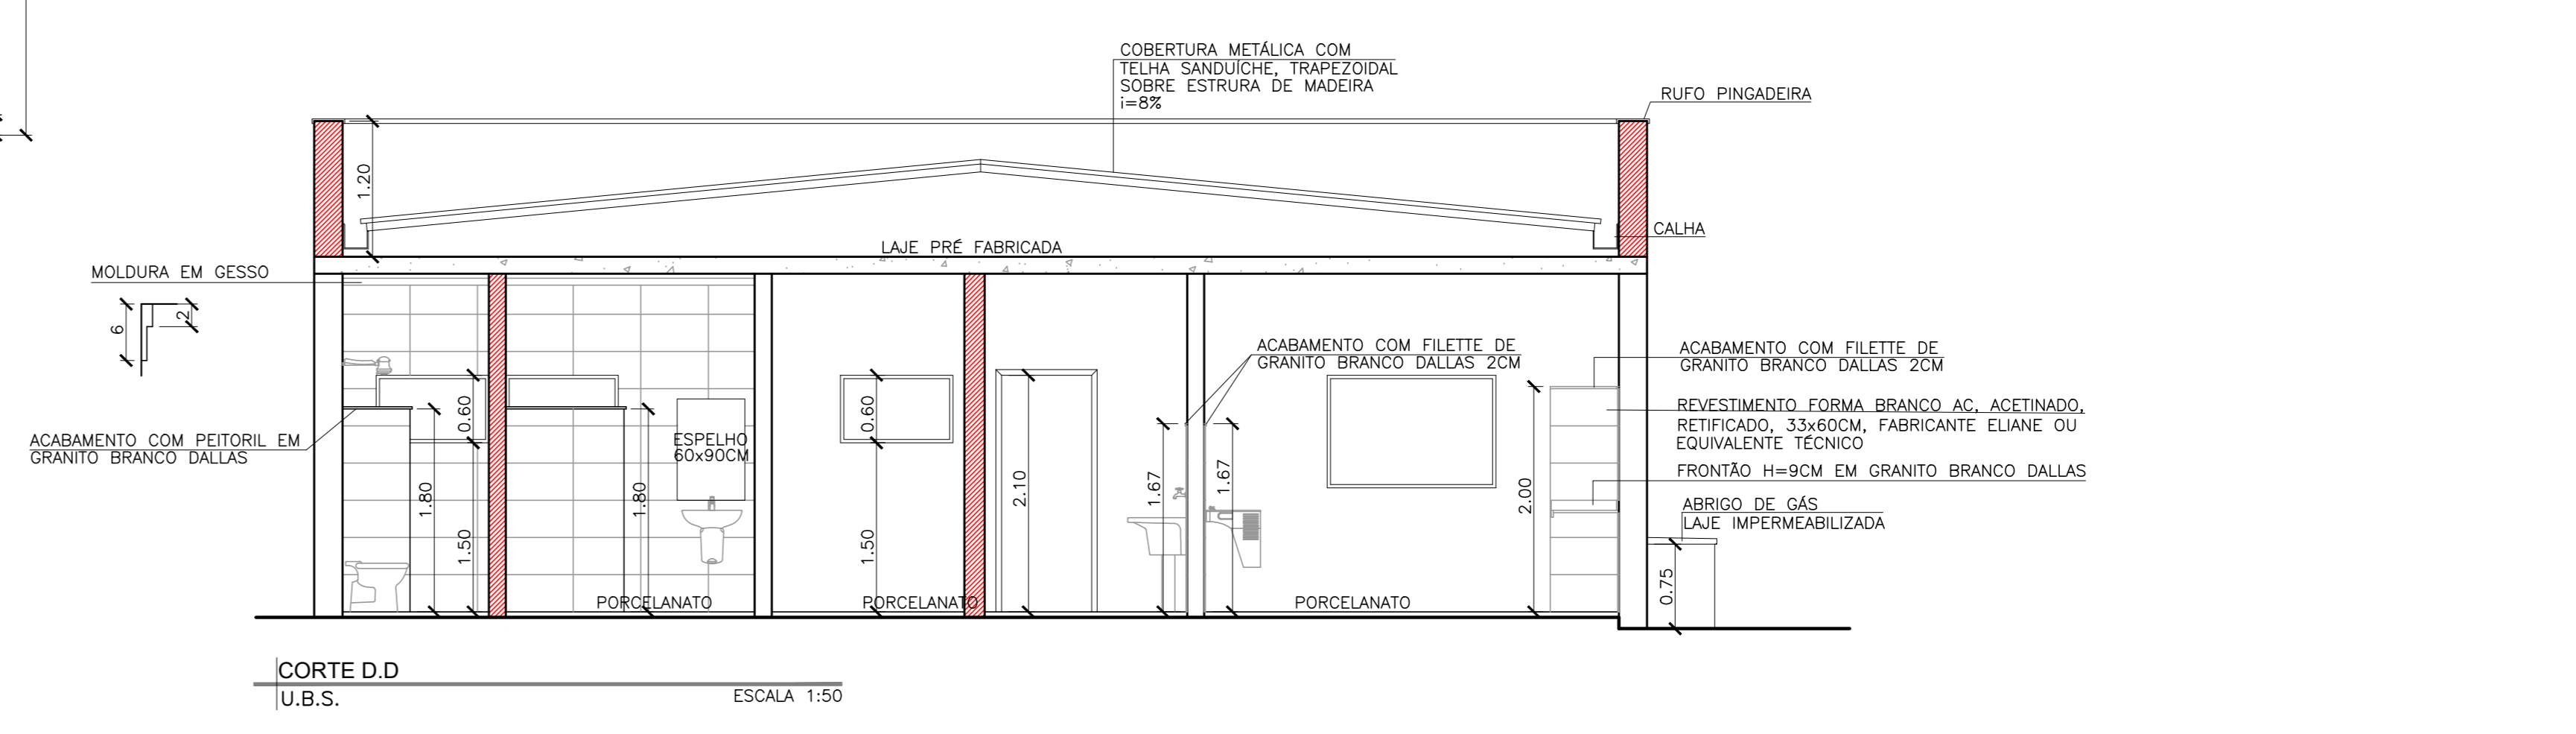 COBERTURA METÁLICA COM
TELHA SANDUÍCHE, TRAPEZOIDAL
SOBRE ESTRURA DE MADEIRA
i=8%
RUFO PINGADEIRA
1.20
CALHA
LAJE PRÉ FABRICADA
MOLDURA EM GESSO
6
2
ACABAMENTO COM FILETTE DE
GRANITO BRANCO DALLAS 2CM
ACABAMENTO COM FILETTE DE
GRANITO BRANCO DALLAS 2CM
REVESTIMENTO FORMA BRANCO AC, ACETINADO,
RETIFICADO, 33x60CM, FABRICANTE ELIANE OU
EQUIVALENTE TÉCNICO
FRONTÃO H=9CM EM GRANITO BRANCO DALLAS
ABRIGO DE GÁS
LAJE IMPERMEABILIZADA
ACABAMENTO COM PEITORIL EM
GRANITO BRANCO DALLAS
ESPELHO
60x90CM
0.60
0.60
1.80
1.50
1.80
1.50
2.10
1.67
1.67
2.00
0.75
PORCELANATO
PORCELANATO
PORCELANATO
CORTE D.D
U.B.S.
ESCALA 1:50